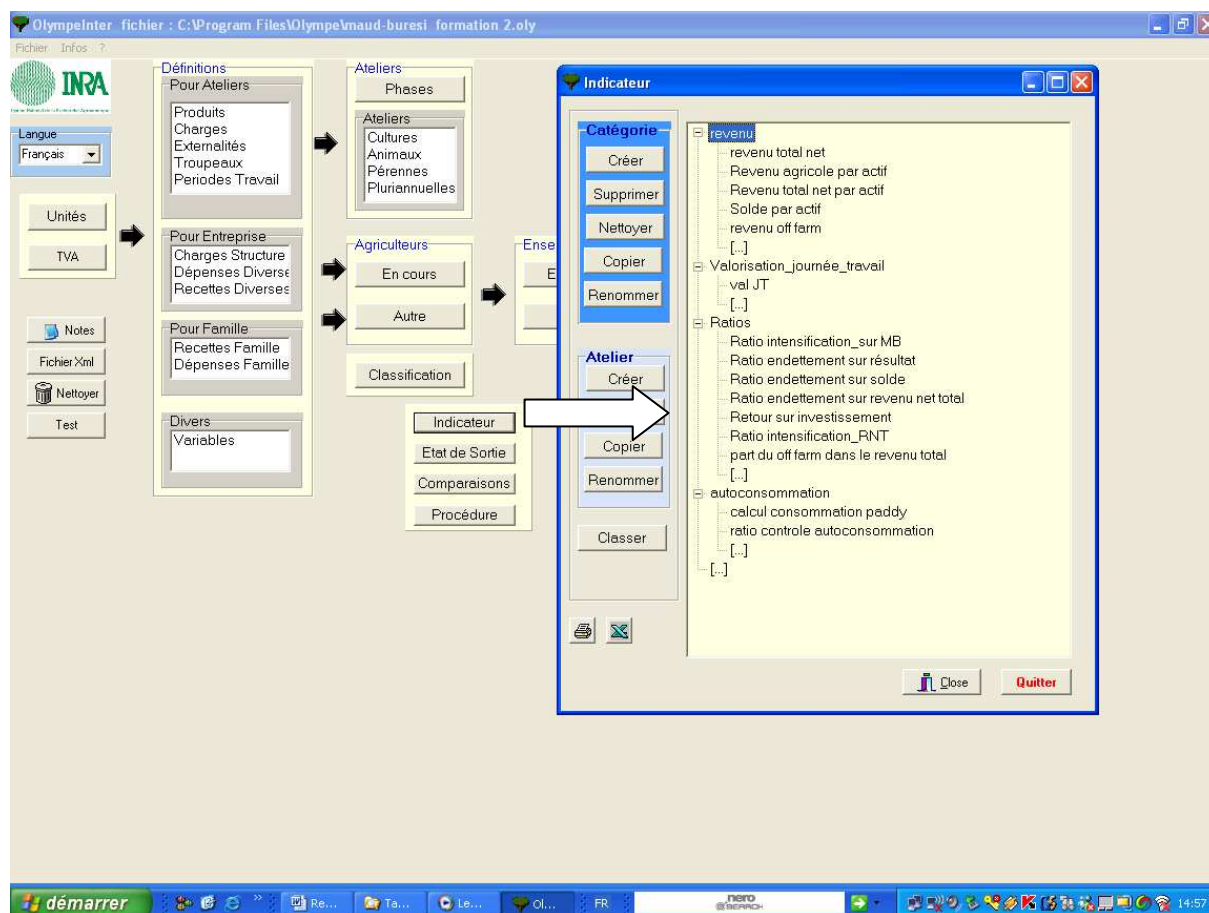 OlympeInter fichier : C:\Program Files\Olympe\maud-buresi formation 2.oly
Fichier Infos ?
INRA
Langue
Français
Unités
TVA
Notes
Fichier Xml
Nettoyer
Test
Définitions
Pour Ateliers
Produits
Charges
Externalités
Troupeaux
Periodes Travail
Pour Entreprise
Charges Structure
Dépenses Diverse
Recettes Diverses
Pour Famille
Recettes Famille
Dépenses Famille
Divers
Variables
Ateliers
Phases
Ateliers
Cultures
Animaux
Pérennes
Pluriannuelles
Agriculteurs
En cours
Autre
Classification
Ense
E
Indicateur
Etat de Sortie
Comparaisons
Procédure
Indicateur
Catégorie
Créer
Supprimer
Nettoyer
Copier
Renommer
Atelier
Créer
Copier
Renommer
Classer
revenu
revenu total net
Revenu agricole par actif
Revenu total net par actif
Solde par actif
revenu off farm
[...]
Valorisation_journée_travail
val JT
[...]
Ratios
Ratio intensification_sur MB
Ratio endettement sur résultat
Ratio endettement sur solde
Ratio endettement sur revenu net total
Retour sur investissement
Ratio intensification_RNT
part du off farm dans le revenu total
[...]
autoconsommation
calcul consommation paddy
ratio controle autoconsommation
[...]
[...]
Close
Quitter
démarrer
Re...
Ta...
Le...
ol...
FR
nero
SEARCH
14:57